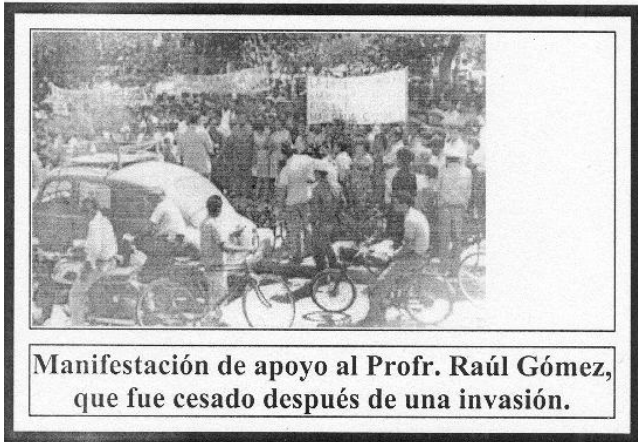 Manifestación de apoyo al Profr. Raúl Gómez,
que fue cesado después de una invasión.